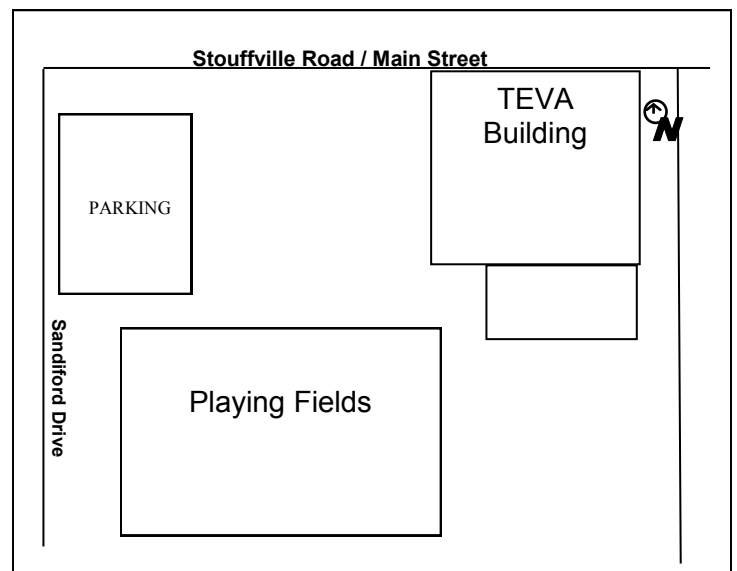 Stouffville Road / Main Street
TEVA
Building
N
PARKING
Sandiford Drive
Playing Fields